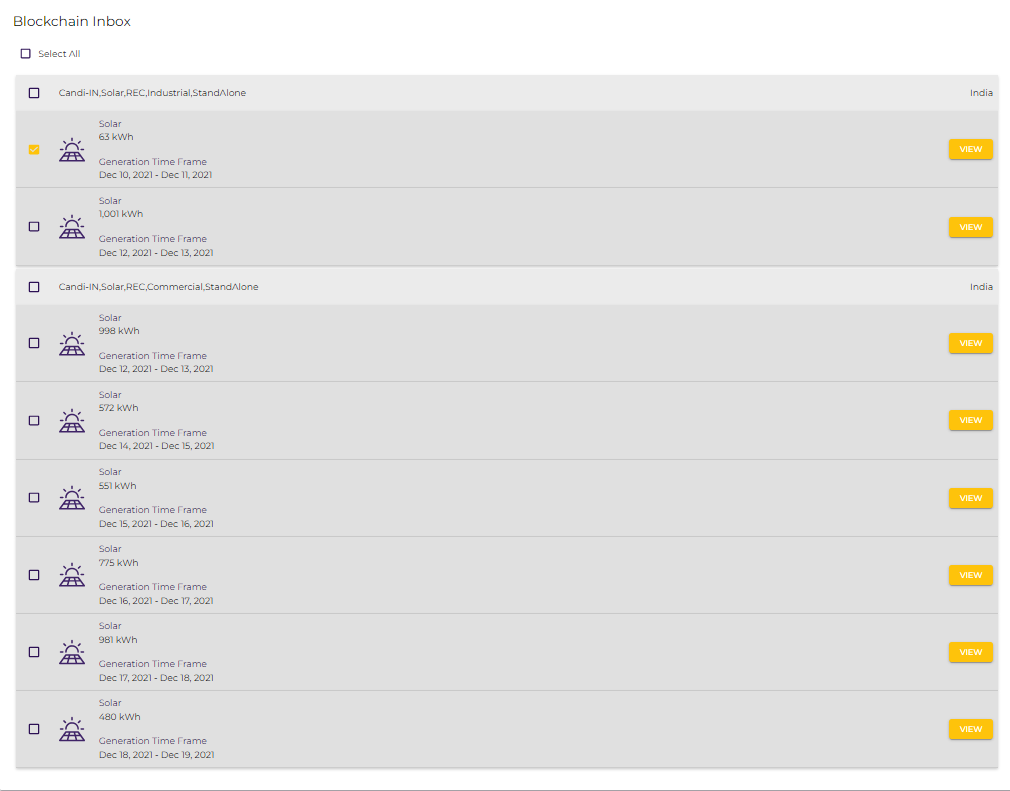 Blockchain Inbox
Select All
Candi-IN,Solar,REC,Industrial,StandAlone India
Solar
63 kWh
VIEW
Generation Time Frame
Dec 10, 2021 - Dec 11, 2021
Solar
1,001 kWh
VIEW
Generation Time Frame
Dec 12, 2021 - Dec 13, 2021
Candi-IN,Solar,REC,Commercial,StandAlone India
Solar
998 kWh
VIEW
Generation Time Frame
Dec 12, 2021 - Dec 13, 2021
Solar
572 kWh
VIEW
Generation Time Frame
Dec 14, 2021 - Dec 15, 2021
Solar
551 kWh
VIEW
Generation Time Frame
Dec 15, 2021 - Dec 16, 2021
Solar
775 kWh
VIEW
Generation Time Frame
Dec 16, 2021 - Dec 17, 2021
Solar
981 kWh
VIEW
Generation Time Frame
Dec 17, 2021 - Dec 18, 2021
Solar
480 kWh
VIEW
Generation Time Frame
Dec 18, 2021 - Dec 19, 2021